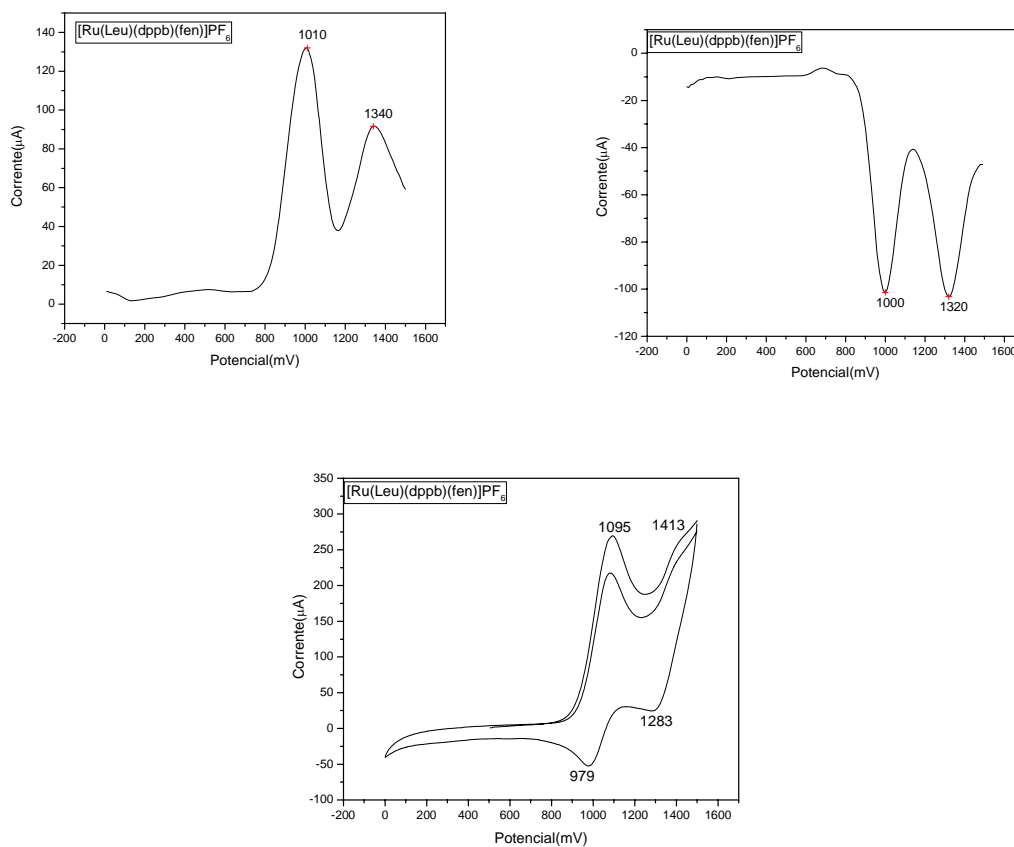 [Ru(Leu)(dppb)(fen)]PF₆
1010
1340
140
120
100
80
60
40
20
0
Corrente(μA)
-200 0 200 400 600 800 1000 1200 1400 1600
Potencial(mV)
[Ru(Leu)(dppb)(fen)]PF₆
0
-20
-40
-60
-80
-100
-120
Corrente(μA)
1000
1320
-200 0 200 400 600 800 1000 1200 1400 1600
Potencial(mV)
[Ru(Leu)(dppb)(fen)]PF₆
350
300
250
200
150
100
50
0
-50
-100
Corrente(μA)
1095
1413
1283
979
-200 0 200 400 600 800 1000 1200 1400 1600
Potencial(mV)